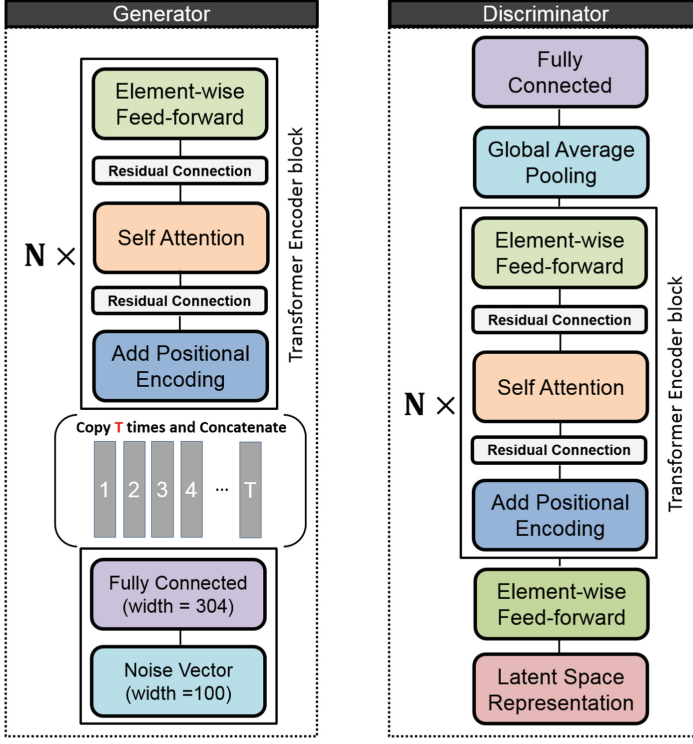 Generator
Element-wise
Feed-forward
Residual Connection
Self Attention
Residual Connection
Add Positional
Encoding
N ×
Transformer Encoder block
Copy T times and Concatenate
1 2 3 4 ... T
Fully Connected
(width = 304)
Noise Vector
(width =100)
Discriminator
Fully
Connected
Global Average
Pooling
Element-wise
Feed-forward
Residual Connection
Self Attention
Residual Connection
Add Positional
Encoding
N ×
Transformer Encoder block
Element-wise
Feed-forward
Latent Space
Representation